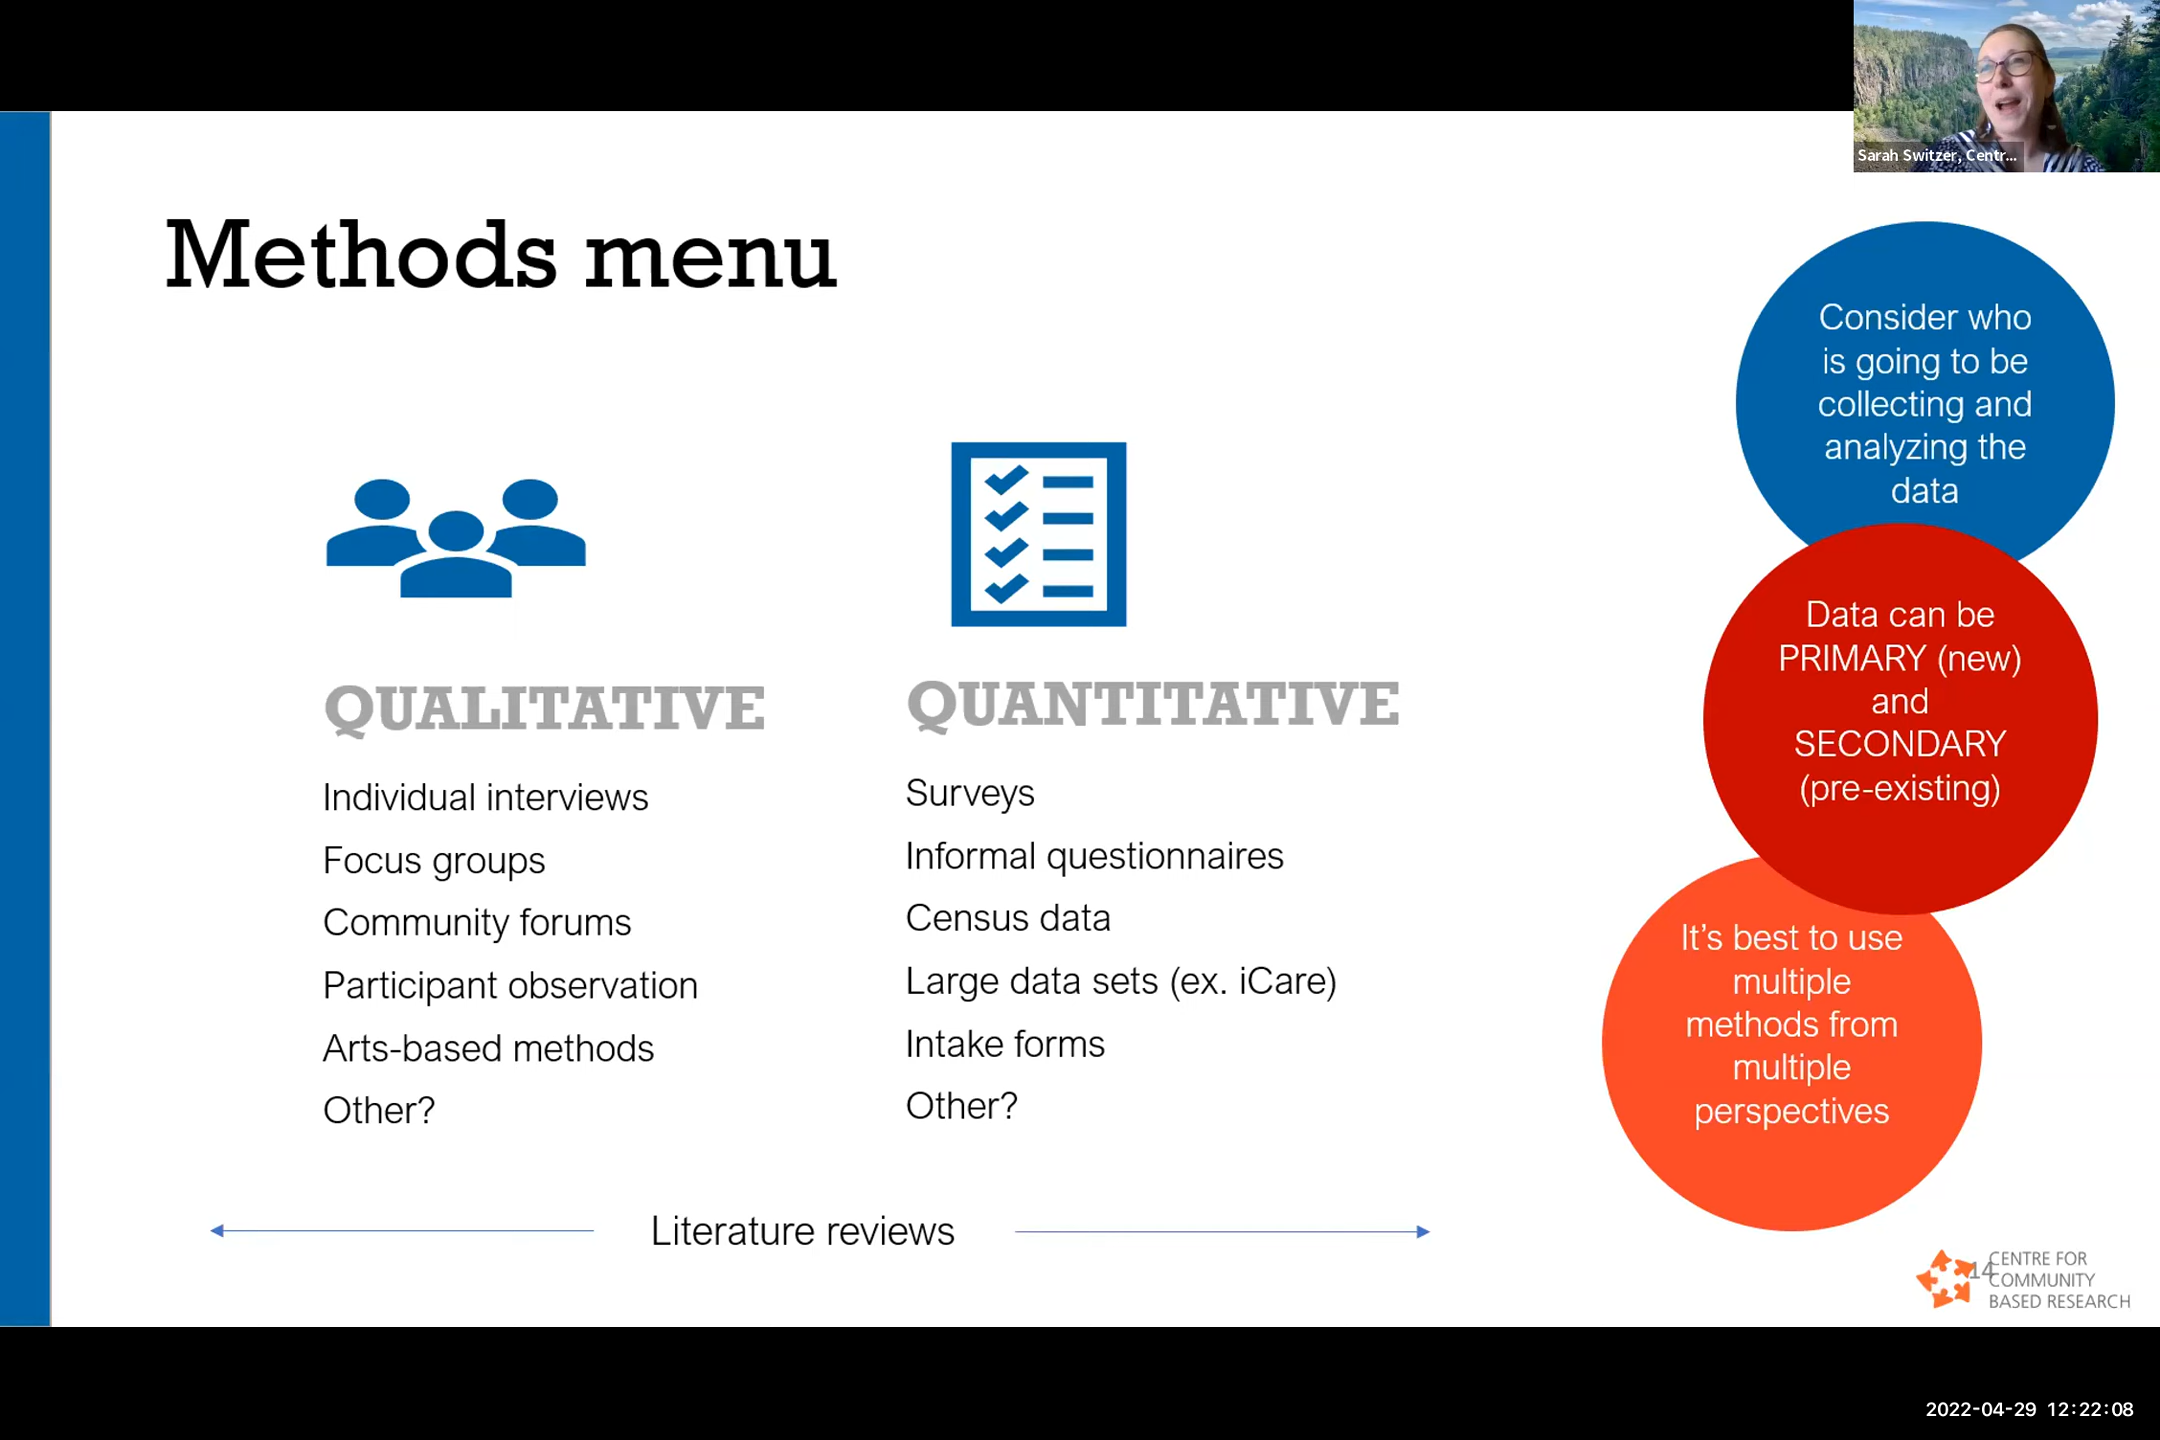 Sarah Switzer, Centr...
Methods menu
QUALITATIVE
Individual interviews
Focus groups
Community forums
Participant observation
Arts-based methods
Other?
QUANTITATIVE
Surveys
Informal questionnaires
Census data
Large data sets (ex. iCare)
Intake forms
Other?
Literature reviews
Consider who
is going to be
collecting and
analyzing the
data
Data can be
PRIMARY (new)
and
SECONDARY
(pre-existing)
It’s best to use
multiple
methods from
multiple
perspectives
14
CENTRE FOR
COMMUNITY
BASED RESEARCH
2022-04-29 12:22:08